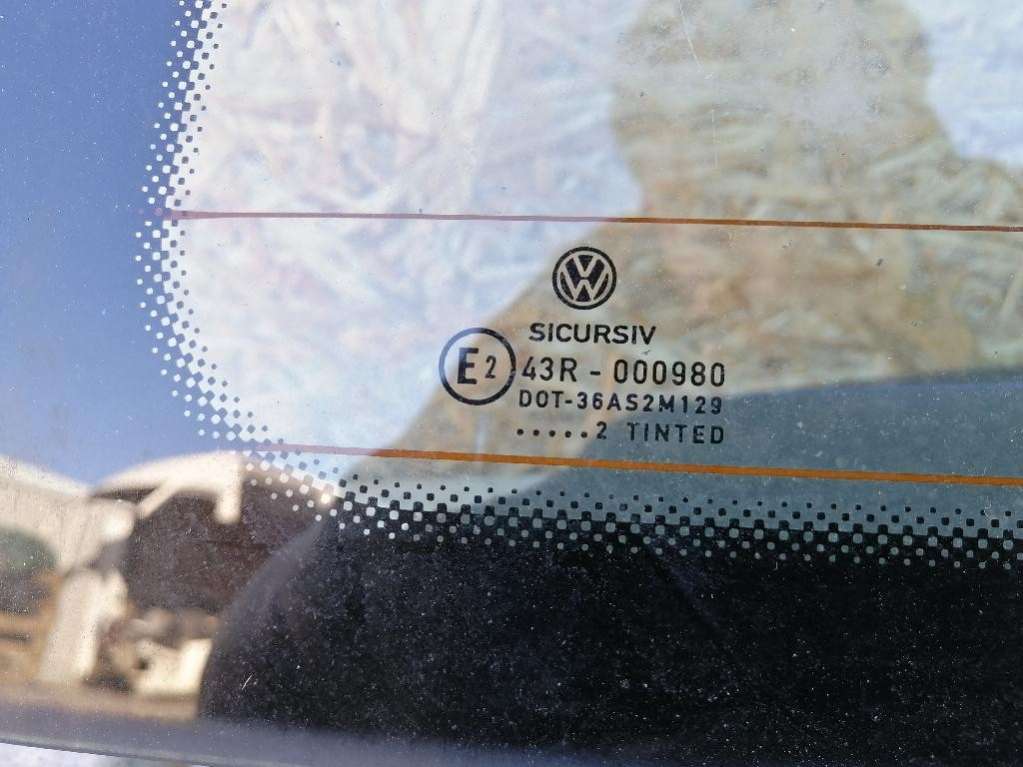 SICURSIV
E2 43R - 000980
DOT-36AS2M129
.....2 TINTED